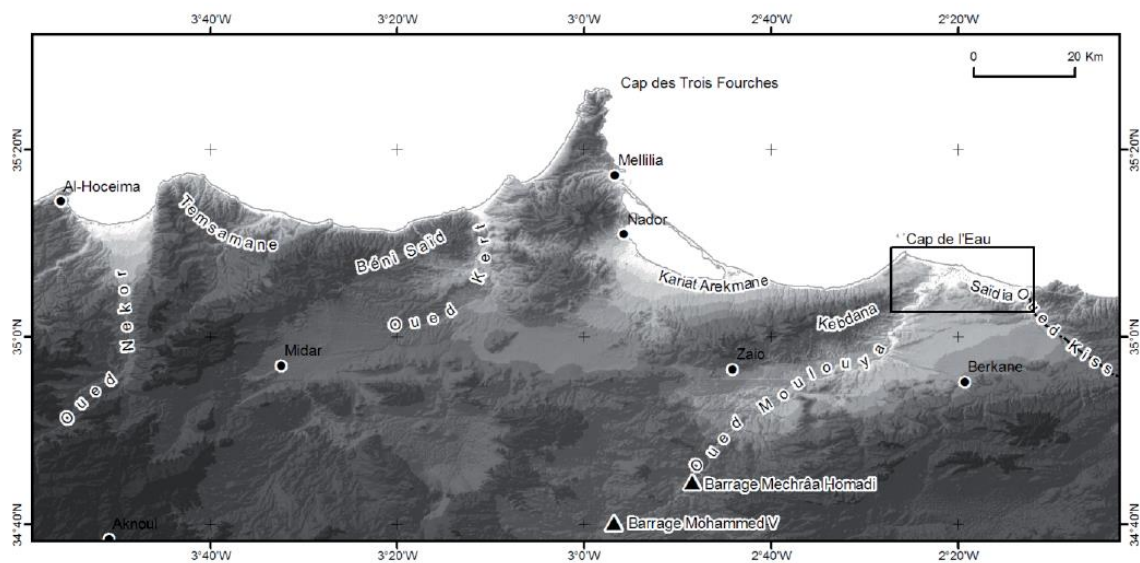 3°40'W
3°20'W
3°0'W
2°40'W
2°20'W
0
20 Km
Cap des Trois Fourches
35°20'N
35°20'N
Mellilia
Al-Hoceima
Temsamane
Nador
Béni Saïd
Cap de l'Eau
Kariat Arekmane
Saïdia
Oued Kert
Oued Nekor
Kebdana
Oued Kiss
35°0'N
35°0'N
Midar
Zaio
Oued Moulouya
Berkane
Barrage Mechrâa Homadi
Barrage Mohammed V
Aknoul
34°40'N
34°40'N
3°40'W
3°20'W
3°0'W
2°40'W
2°20'W